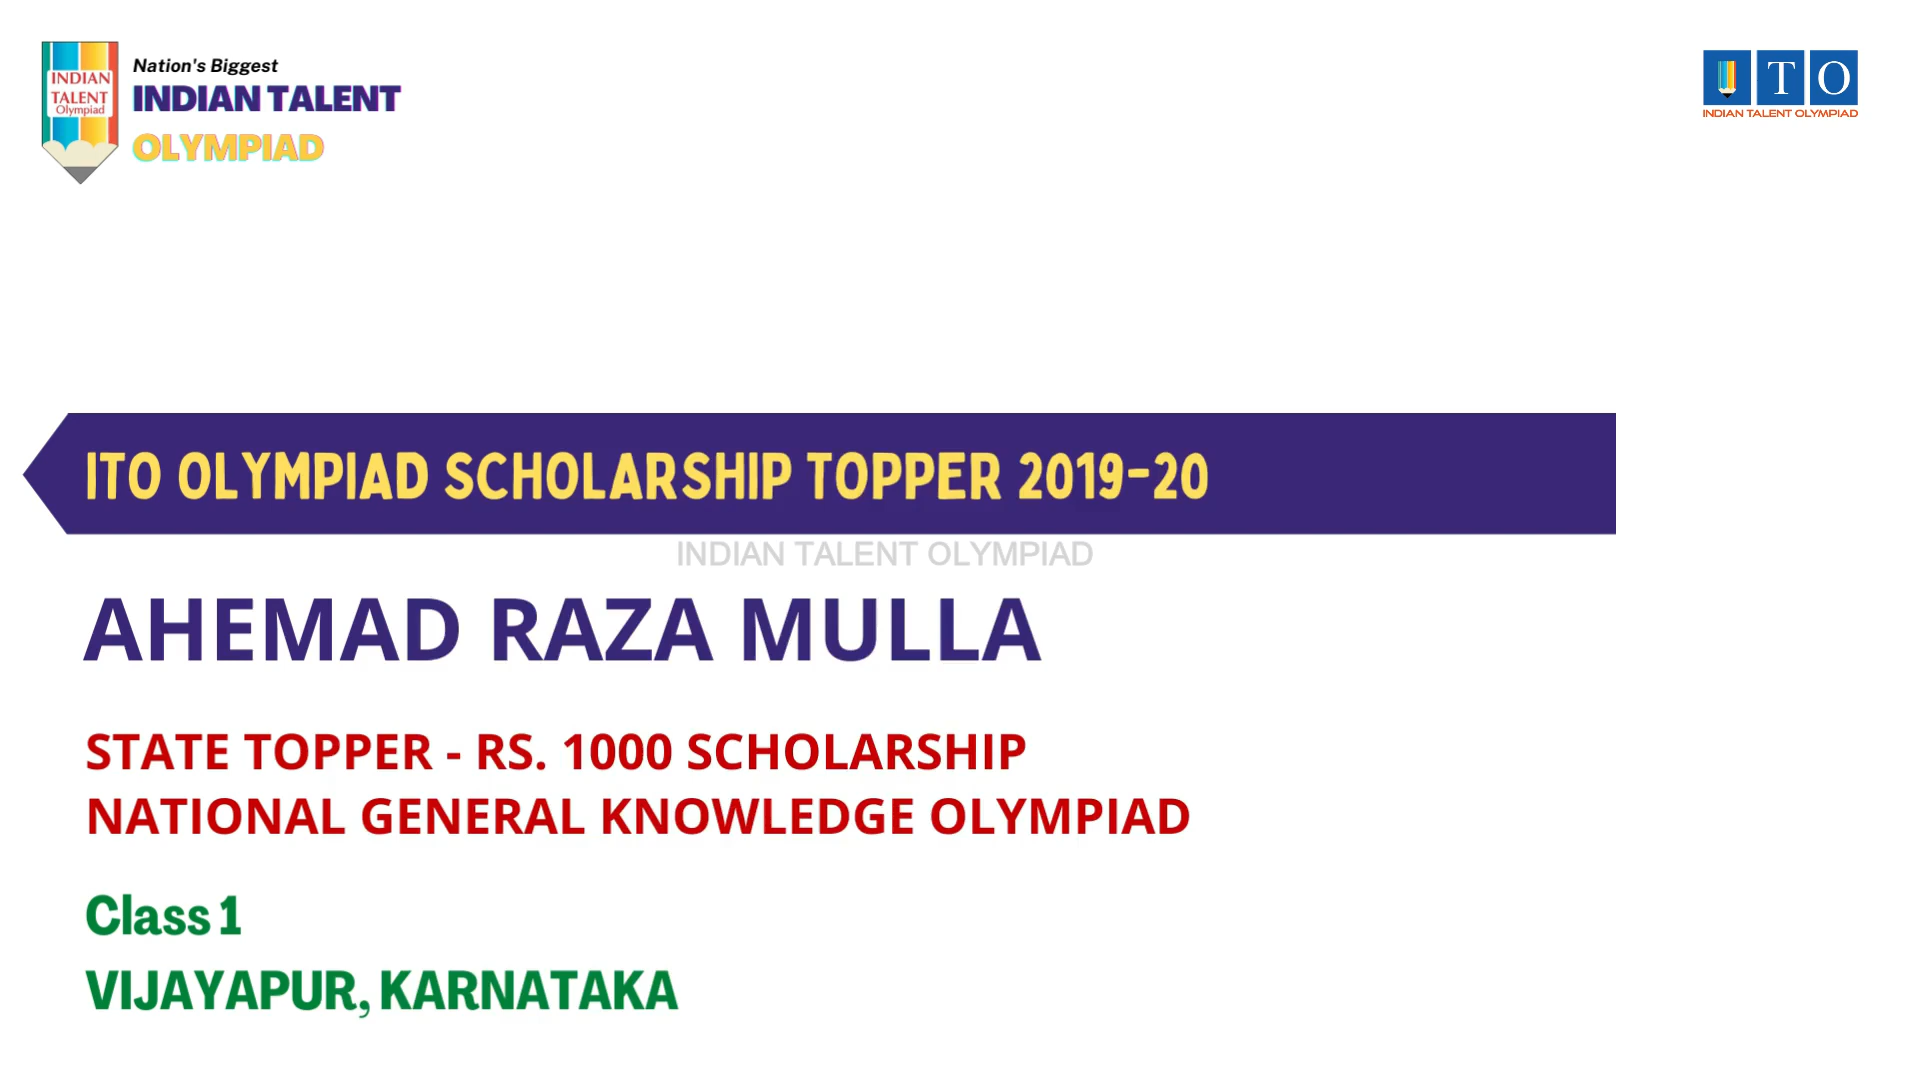 INDIAN
TALENT
Olympiad
Nation's Biggest
INDIAN TALENT
OLYMPIAD
T O
INDIAN TALENT OLYMPIAD
ITO OLYMPIAD SCHOLARSHIP TOPPER 2019-20
INDIAN TALENT OLYMPIAD
AHEMAD RAZA MULLA
STATE TOPPER - RS. 1000 SCHOLARSHIP
NATIONAL GENERAL KNOWLEDGE OLYMPIAD
Class 1
VIJAYAPUR, KARNATAKA